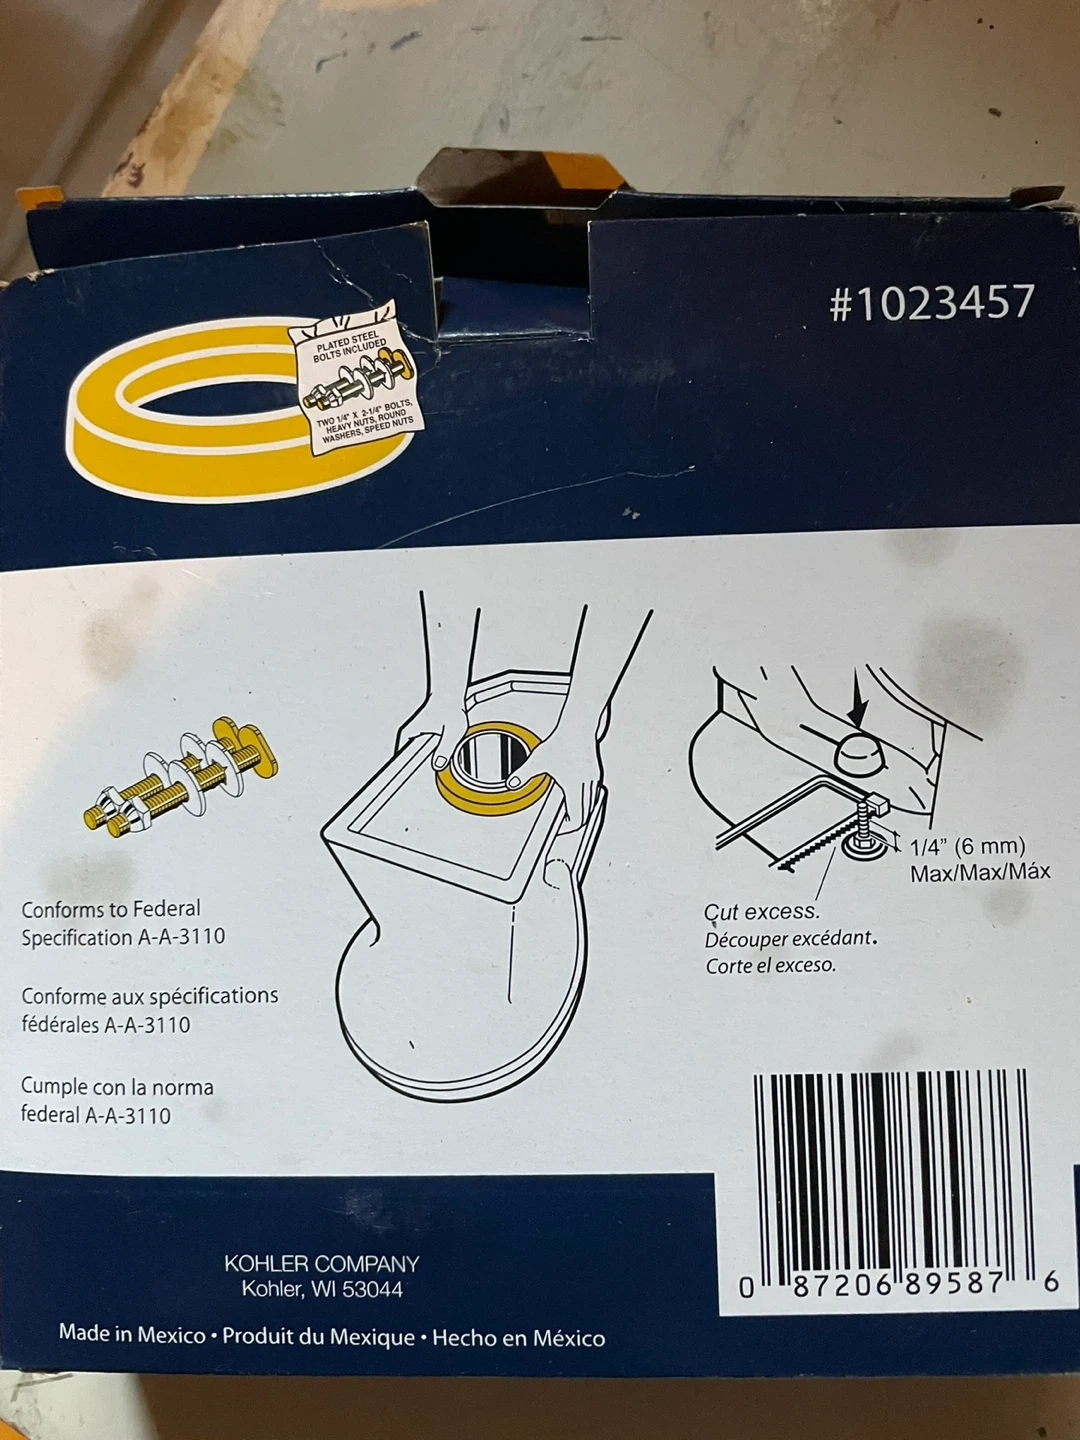 #1023457
PLATED STEEL
BOLTS INCLUDED
TWO 1/4" X 2-1/4" BOLTS,
HEAVY NUTS, ROUND
WASHERS, SPEED NUTS
1/4" (6 mm)
Max/Max/Máx
Cut excess.
Découper excédant.
Corte el exceso.
Conforms to Federal
Specification A-A-3110
Conforme aux spécifications
fédérales A-A-3110
Cumple con la norma
federal A-A-3110
KOHLER COMPANY
Kohler, WI 53044
Made in Mexico • Produit du Mexique • Hecho en México
0 87206 89587 6